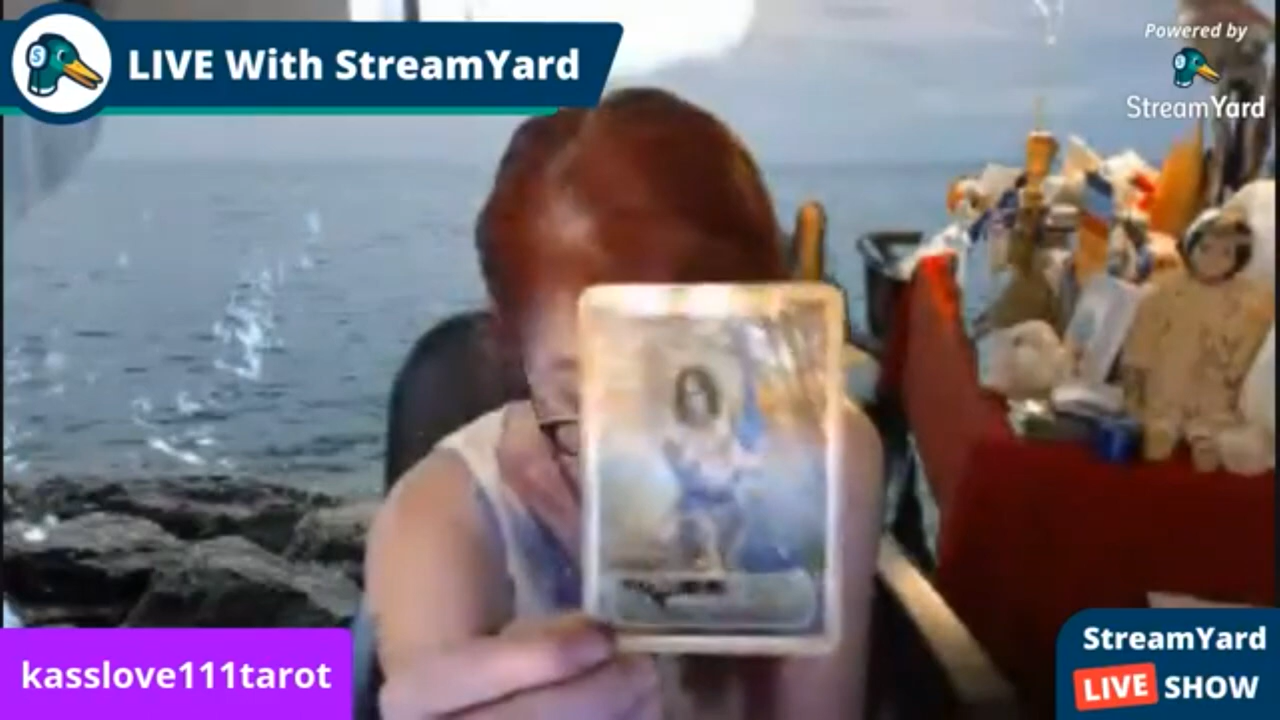 LIVE With StreamYard
Powered by
StreamYard
kasslove111tarot
StreamYard
LIVE SHOW